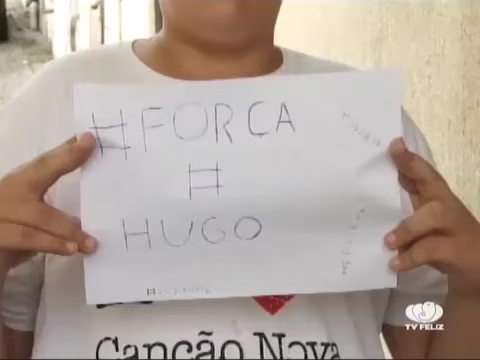 #FORÇA
#
HUGO
Canção Nova
TV FELIZ